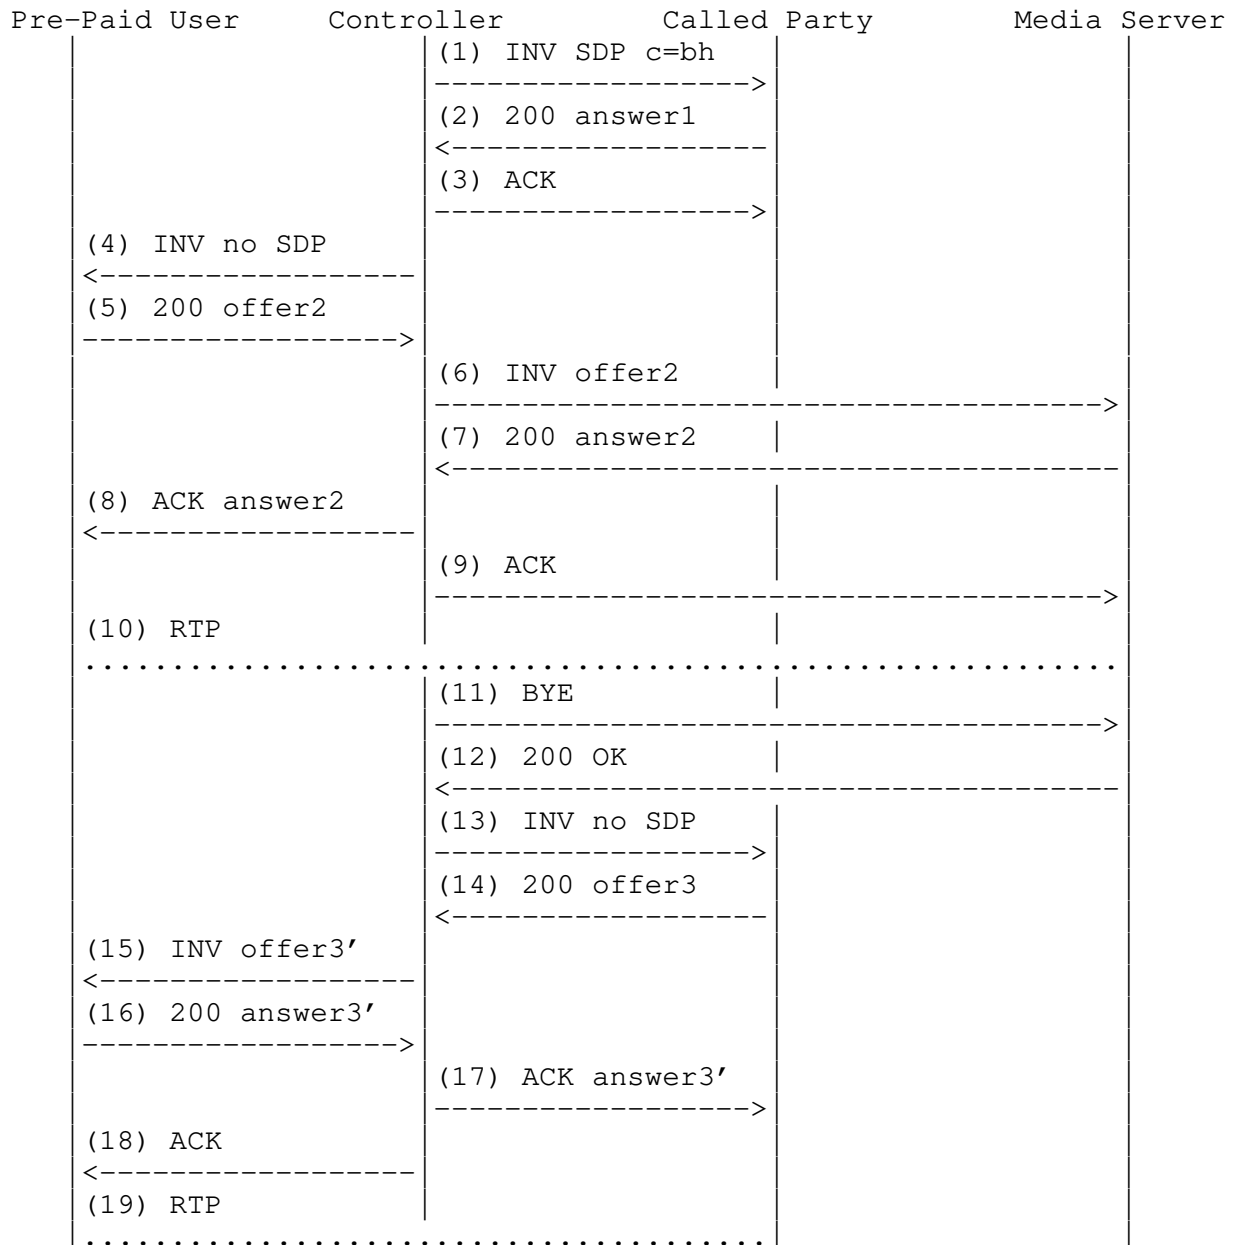 Pre-Paid User Controller Called Party Media Server
(1) INV SDP c=bh
(2) 200 answer1
(3) ACK
(4) INV no SDP
(5) 200 offer2
(6) INV offer2
(7) 200 answer2
(8) ACK answer2
(9) ACK
(10) RTP
(11) BYE
(12) 200 OK
(13) INV no SDP
(14) 200 offer3
(15) INV offer3’
(16) 200 answer3’
(17) ACK answer3’
(18) ACK
(19) RTP